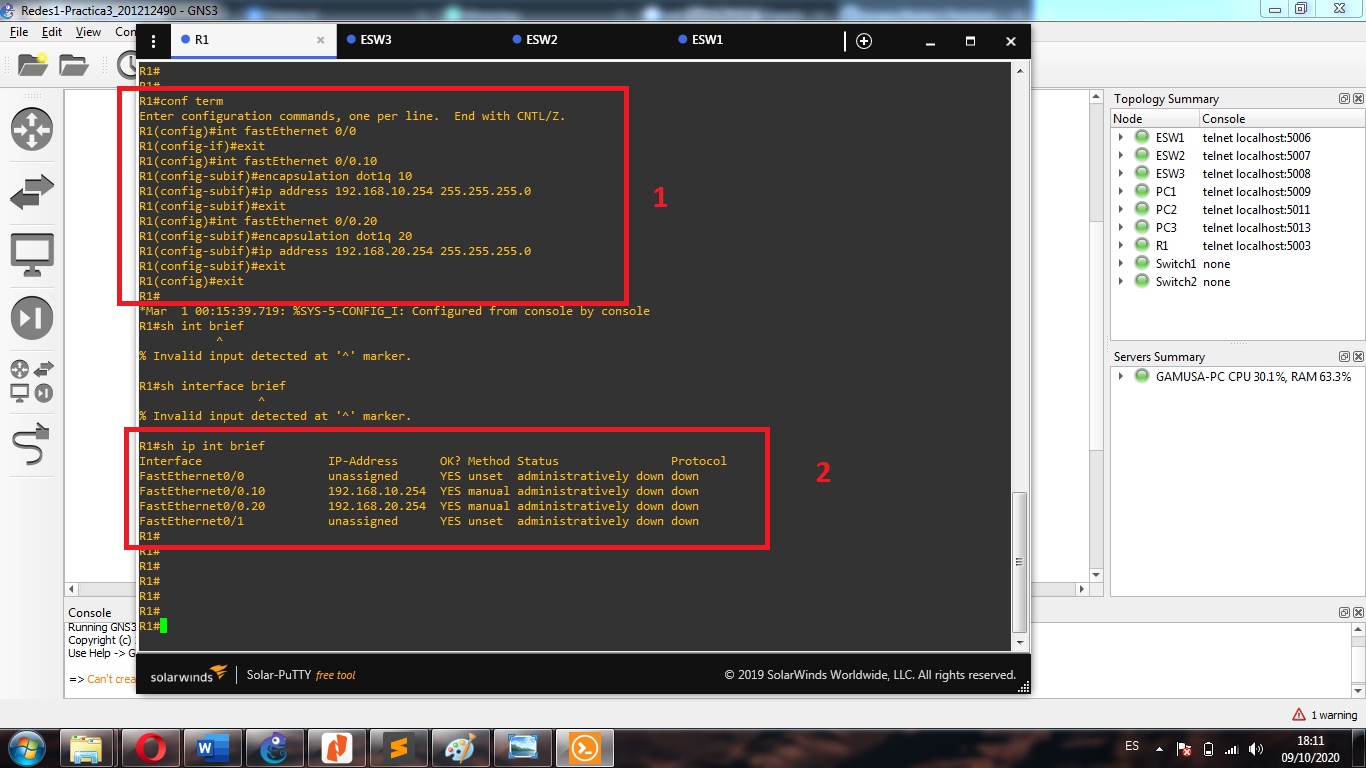 Redes1-Practica3_201212490 - GNS3
File Edit View Con
R1 ESW3 ESW2 ESW1
R1#
R1#
R1#conf term
Enter configuration commands, one per line.  End with CNTL/Z.
R1(config)#int fastEthernet 0/0
R1(config-if)#exit
R1(config)#int fastEthernet 0/0.10
R1(config-subif)#encapsulation dot1q 10
R1(config-subif)#ip address 192.168.10.254 255.255.255.0
R1(config-subif)#exit
R1(config)#int fastEthernet 0/0.20
R1(config-subif)#encapsulation dot1q 20
R1(config-subif)#ip address 192.168.20.254 255.255.255.0
R1(config-subif)#exit
R1(config)#exit
R1#
*Mar  1 00:15:39.719: %SYS-5-CONFIG_I: Configured from console by console
R1#sh int brief
^
% Invalid input detected at '^' marker.
R1#sh interface brief
^
% Invalid input detected at '^' marker.
R1#sh ip int brief
Interface IP-Address OK? Method Status Protocol
FastEthernet0/0 unassigned YES unset administratively down down
FastEthernet0/0.10 192.168.10.254 YES manual administratively down down
FastEthernet0/0.20 192.168.20.254 YES manual administratively down down
FastEthernet0/1 unassigned YES unset administratively down down
R1#
R1#
R1#
R1#
R1#
R1#
R1#
1
2
solarwinds Solar-PuTTY free tool
© 2019 SolarWinds Worldwide, LLC. All rights reserved.
Topology Summary
Node Console
ESW1 telnet localhost:5006
ESW2 telnet localhost:5007
ESW3 telnet localhost:5008
PC1 telnet localhost:5009
PC2 telnet localhost:5011
PC3 telnet localhost:5013
R1 telnet localhost:5003
Switch1 none
Switch2 none
Servers Summary
GAMUSA-PC CPU 30.1%, RAM 63.3%
Console
Running GNS3
Copyright (c)
Use Help -> G
=> Can't crea
1 warning
ES
18:11
09/10/2020